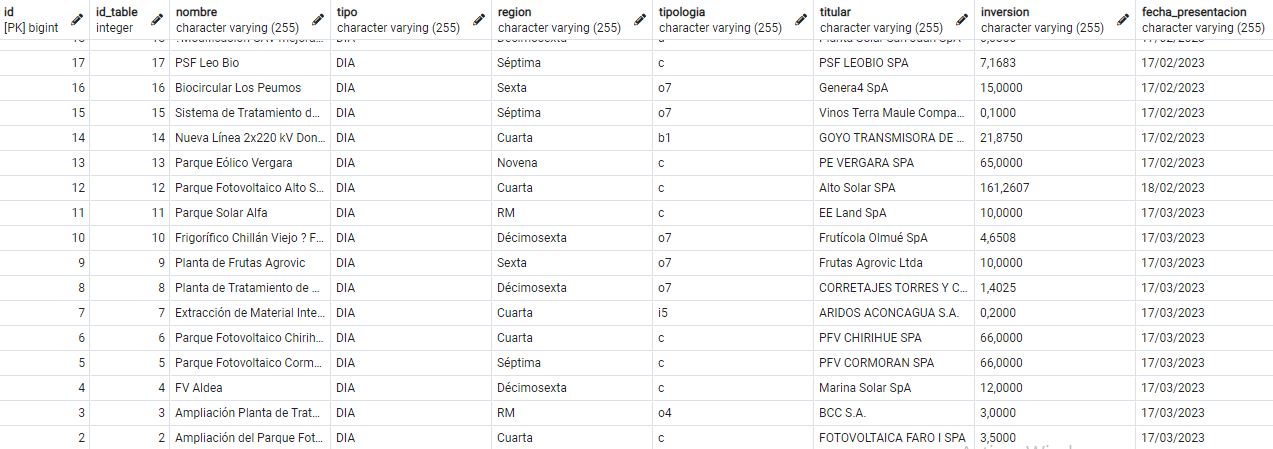 id id_table nombre tipo region tipologia titular inversion fecha_presentacion
[PK] bigint integer character varying (255) character varying (255) character varying (255) character varying (255) character varying (255) character varying (255) character varying (255)
17 17 PSF Leo Bio DIA Séptima c PSF LEOBIO SPA 7,1683 17/02/2023
16 16 Biocircular Los Peumos DIA Sexta o7 Genera4 SpA 15,0000 17/02/2023
15 15 Sistema de Tratamiento d... DIA Séptima o7 Vinos Terra Maule Compa... 0,1000 17/02/2023
14 14 Nueva Línea 2x220 kV Don... DIA Cuarta b1 GOYO TRANSMISORA DE ... 21,8750 17/02/2023
13 13 Parque Eólico Vergara DIA Novena c PE VERGARA SPA 65,0000 17/02/2023
12 12 Parque Fotovoltaico Alto S... DIA Cuarta c Alto Solar SPA 161,2607 18/02/2023
11 11 Parque Solar Alfa DIA RM c EE Land SpA 10,0000 17/03/2023
10 10 Frigorífico Chillán Viejo ? F... DIA Décimosexta o7 Frutícola Olmué SpA 4,6508 17/03/2023
9 9 Planta de Frutas Agrovic DIA Sexta o7 Frutas Agrovic Ltda 10,0000 17/03/2023
8 8 Planta de Tratamiento de ... DIA Décimosexta o7 CORRETAJES TORRES Y C... 1,4025 17/03/2023
7 7 Extracción de Material Inte... DIA Cuarta i5 ARIDOS ACONCAGUA S.A. 0,2000 17/03/2023
6 6 Parque Fotovoltaico Chirih... DIA Cuarta c PFV CHIRIHUE SPA 66,0000 17/03/2023
5 5 Parque Fotovoltaico Corm... DIA Séptima c PFV CORMORAN SPA 66,0000 17/03/2023
4 4 FV Aldea DIA Décimosexta c Marina Solar SpA 12,0000 17/03/2023
3 3 Ampliación Planta de Trat... DIA RM o4 BCC S.A. 3,0000 17/03/2023
2 2 Ampliación del Parque Fot... DIA Cuarta c FOTOVOLTAICA FARO I SPA 3,5000 17/03/2023